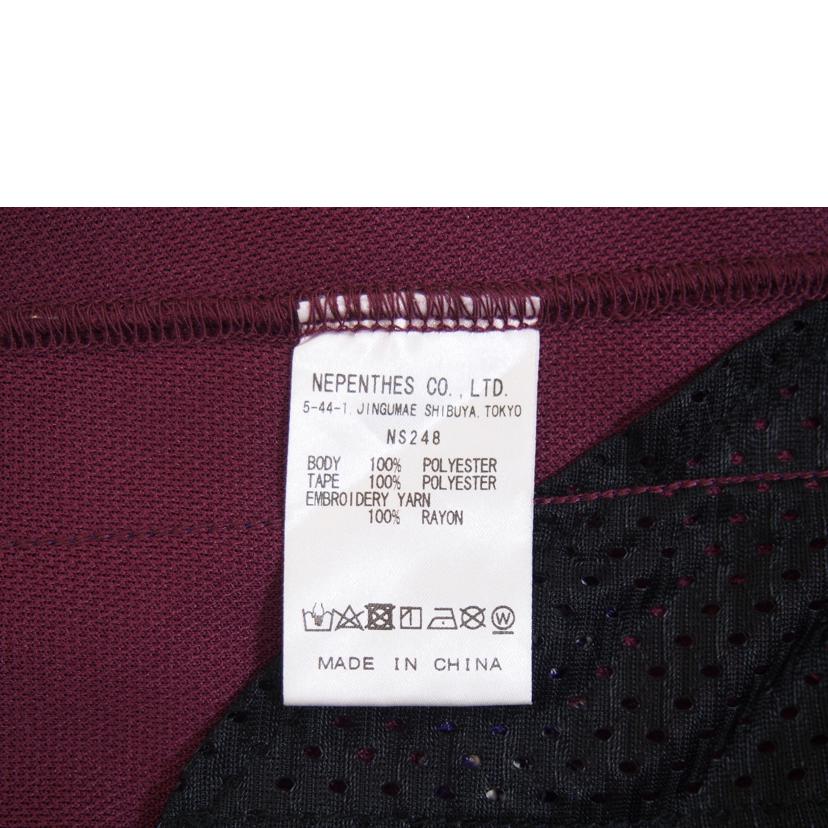 NEPENTHES CO.,LTD.
5-44-1, JINGUMAE SHIBUYA, TOKYO
NS248
BODY 100% POLYESTER
TAPE 100% POLYESTER
EMBROIDERY YARN
100% RAYON
W
MADE IN CHINA